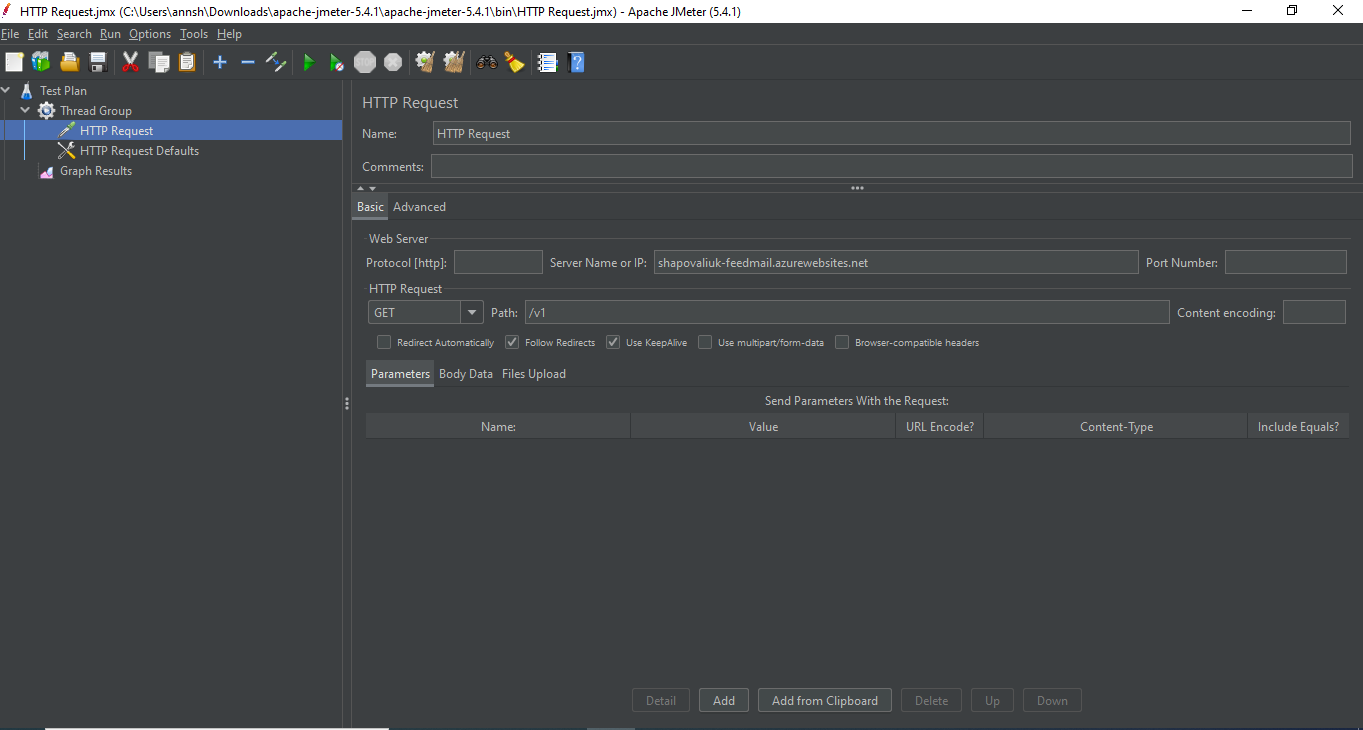 HTTP Request.jmx (C:\Users\annsh\Downloads\apache-jmeter-5.4.1\apache-jmeter-5.4.1\bin\HTTP Request.jmx) - Apache JMeter (5.4.1)
File Edit Search Run Options Tools Help
STOP
?
Test Plan
Thread Group
HTTP Request
HTTP Request Defaults
Graph Results
HTTP Request
Name: HTTP Request
Comments:
Basic Advanced
Web Server
Protocol [http]: Server Name or IP: shapovaliuk-feedmail.azurewebsites.net Port Number:
HTTP Request
GET Path: /v1 Content encoding:
Redirect Automatically Follow Redirects Use KeepAlive Use multipart/form-data Browser-compatible headers
Parameters Body Data Files Upload
Send Parameters With the Request:
Name: Value URL Encode? Content-Type Include Equals?
Detail Add Add from Clipboard Delete Up Down